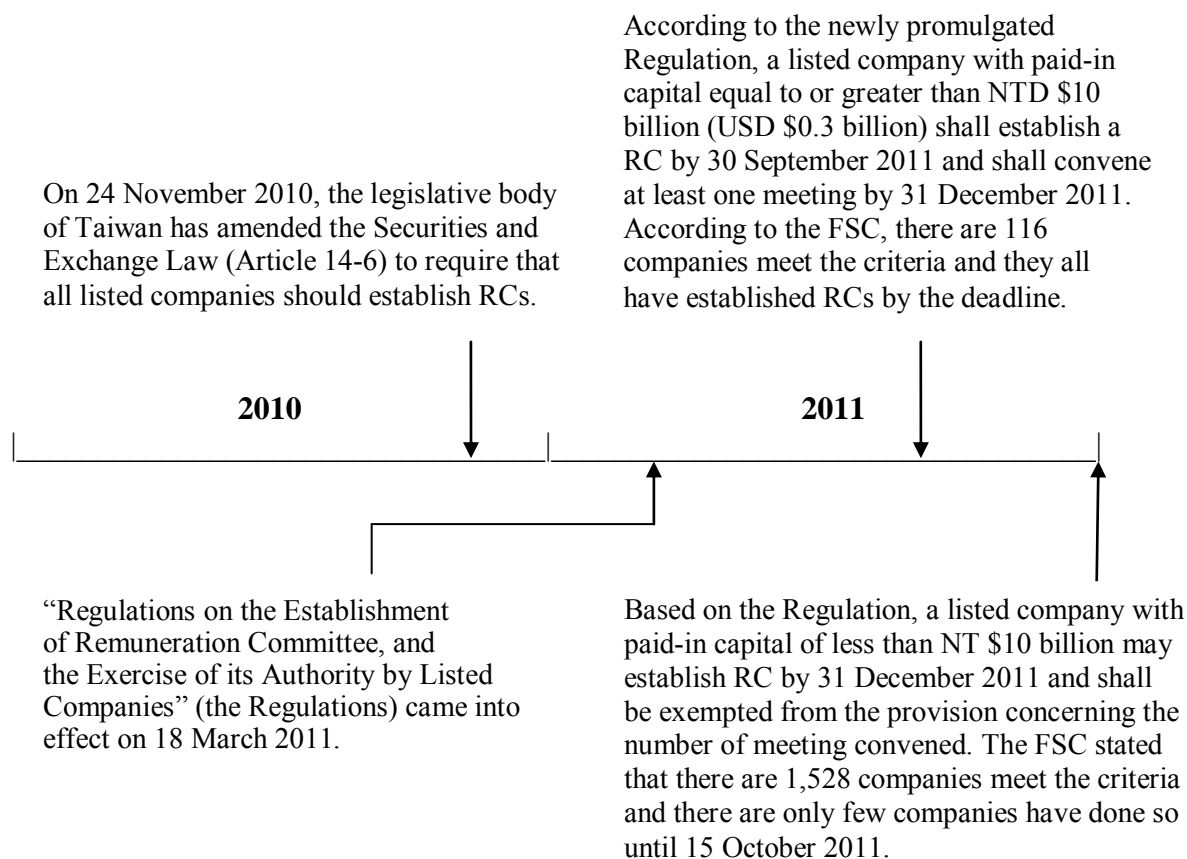 According to the newly promulgated
Regulation, a listed company with paid-in
capital equal to or greater than NTD $10
billion (USD $0.3 billion) shall establish a
RC by 30 September 2011 and shall convene
at least one meeting by 31 December 2011.
According to the FSC, there are 116
companies meet the criteria and they all
have established RCs by the deadline.
On 24 November 2010, the legislative body
of Taiwan has amended the Securities and
Exchange Law (Article 14-6) to require that
all listed companies should establish RCs.
2010
2011
“Regulations on the Establishment
of Remuneration Committee, and
the Exercise of its Authority by Listed
Companies” (the Regulations) came into
effect on 18 March 2011.
Based on the Regulation, a listed company with
paid-in capital of less than NT $10 billion may
establish RC by 31 December 2011 and shall
be exempted from the provision concerning the
number of meeting convened. The FSC stated
that there are 1,528 companies meet the criteria
and there are only few companies have done so
until 15 October 2011.